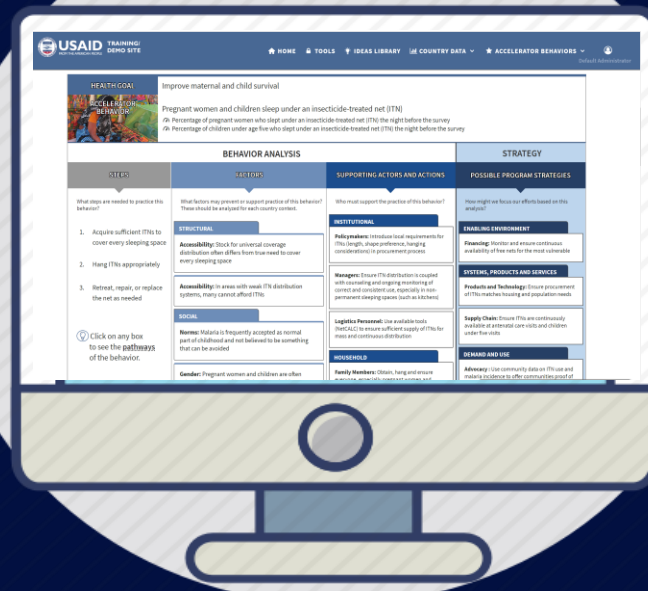 USAID TRAINING/
FROM THE AMERICAN PEOPLE DEMO SITE
HOME TOOLS IDEAS LIBRARY COUNTRY DATA ACCELERATOR BEHAVIORS
Default Administrator
HEALTH GOAL
Improve maternal and child survival
ACCELERATOR
BEHAVIOR
Pregnant women and children sleep under an insecticide-treated net (ITN)
Percentage of pregnant women who slept under an insecticide-treated net (ITN) the night before the survey
Percentage of children under age five who slept under an insecticide-treated net (ITN) the night before the survey
BEHAVIOR ANALYSIS
STRATEGY
STEPS
What steps are needed to practice this
behavior?
1. Acquire sufficient ITNs to
cover every sleeping space
2. Hang ITNs appropriately
3. Retreat, repair, or replace
the net as needed
Click on any box
to see the pathways
of the behavior.
FACTORS
What factors may prevent or support practice of this behavior?
These should be analyzed for each country context.
STRUCTURAL
Accessibility: Stock for universal coverage
distribution often differs from true need to cover
every sleeping space
Accessibility: In areas with weak ITN distribution
systems, many cannot afford ITNs
SOCIAL
Norms: Malaria is frequently accepted as normal
part of childhood and not believed to be something
that can be avoided
Gender: Pregnant women and children are often
SUPPORTING ACTORS AND ACTIONS
Who must support the practice of this behavior?
INSTITUTIONAL
Policymakers: Introduce local requirements for
ITNs (length, shape preference, hanging
considerations) in procurement process
Managers: Ensure ITN distribution is coupled
with counseling and ongoing monitoring of
correct and consistent use, especially in non-
permanent sleeping spaces (such as kitchens)
Logistics Personnel: Use available tools
(NetCALC) to ensure sufficient supply of ITNs for
mass and continuous distribution
HOUSEHOLD
Family Members: Obtain, hang and ensure
everyone, especially pregnant women and
POSSIBLE PROGRAM STRATEGIES
How might we focus our efforts based on this
analysis?
ENABLING ENVIRONMENT
Financing: Monitor and ensure continuous
availability of free nets for the most vulnerable
SYSTEMS, PRODUCTS AND SERVICES
Products and Technology: Ensure procurement
of ITNs matches housing and population needs
Supply Chain: Ensure ITNs are continuously
available at antenatal care visits and children
under five visits
DEMAND AND USE
Advocacy: Use community data on ITN use and
malaria incidence to offer communities proof of